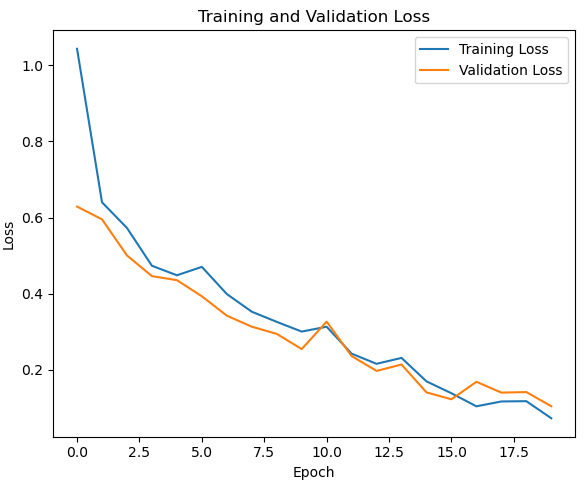 Training and Validation Loss
Training Loss
Validation Loss
1.0
0.8
0.6
0.4
0.2
Loss
0.0 2.5 5.0 7.5 10.0 12.5 15.0 17.5
Epoch